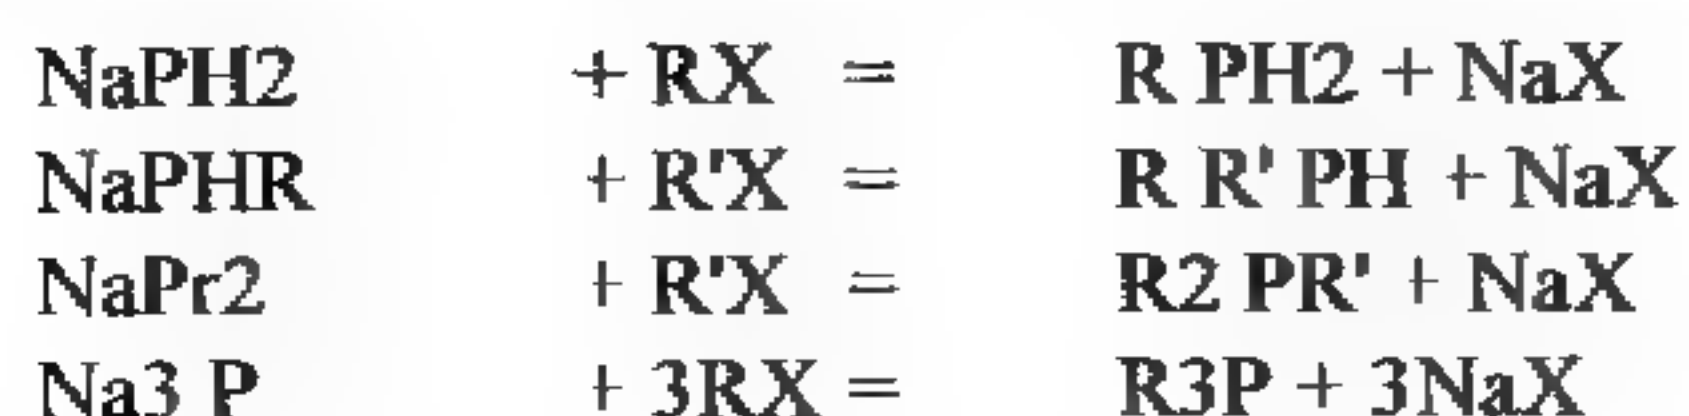 NaPH2 + RX = R PH2 + NaX
NaPHR + R'X = R R' PH + NaX
NaPr2 + R'X = R2 PR' + NaX
Na3 P + 3RX = R3P + 3NaX